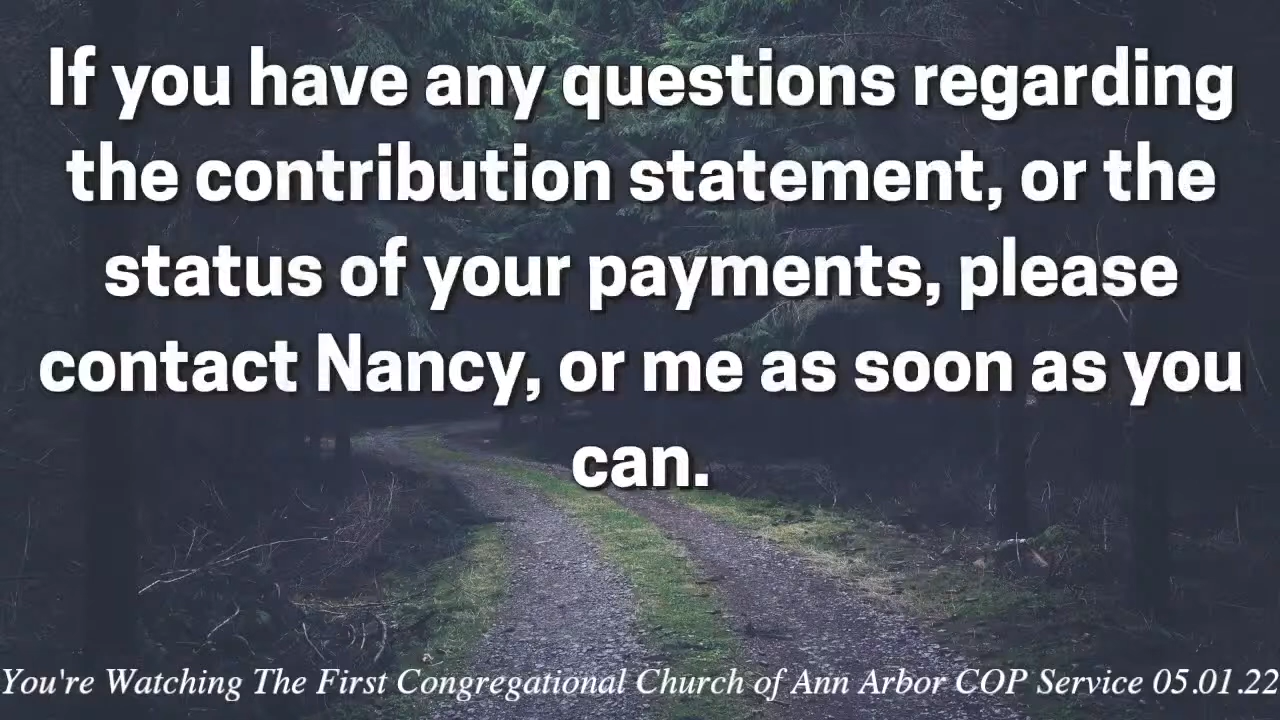 If you have any questions regarding
the contribution statement, or the
status of your payments, please
contact Nancy, or me as soon as you
can.
You're Watching The First Congregational Church of Ann Arbor COP Service 05.01.22